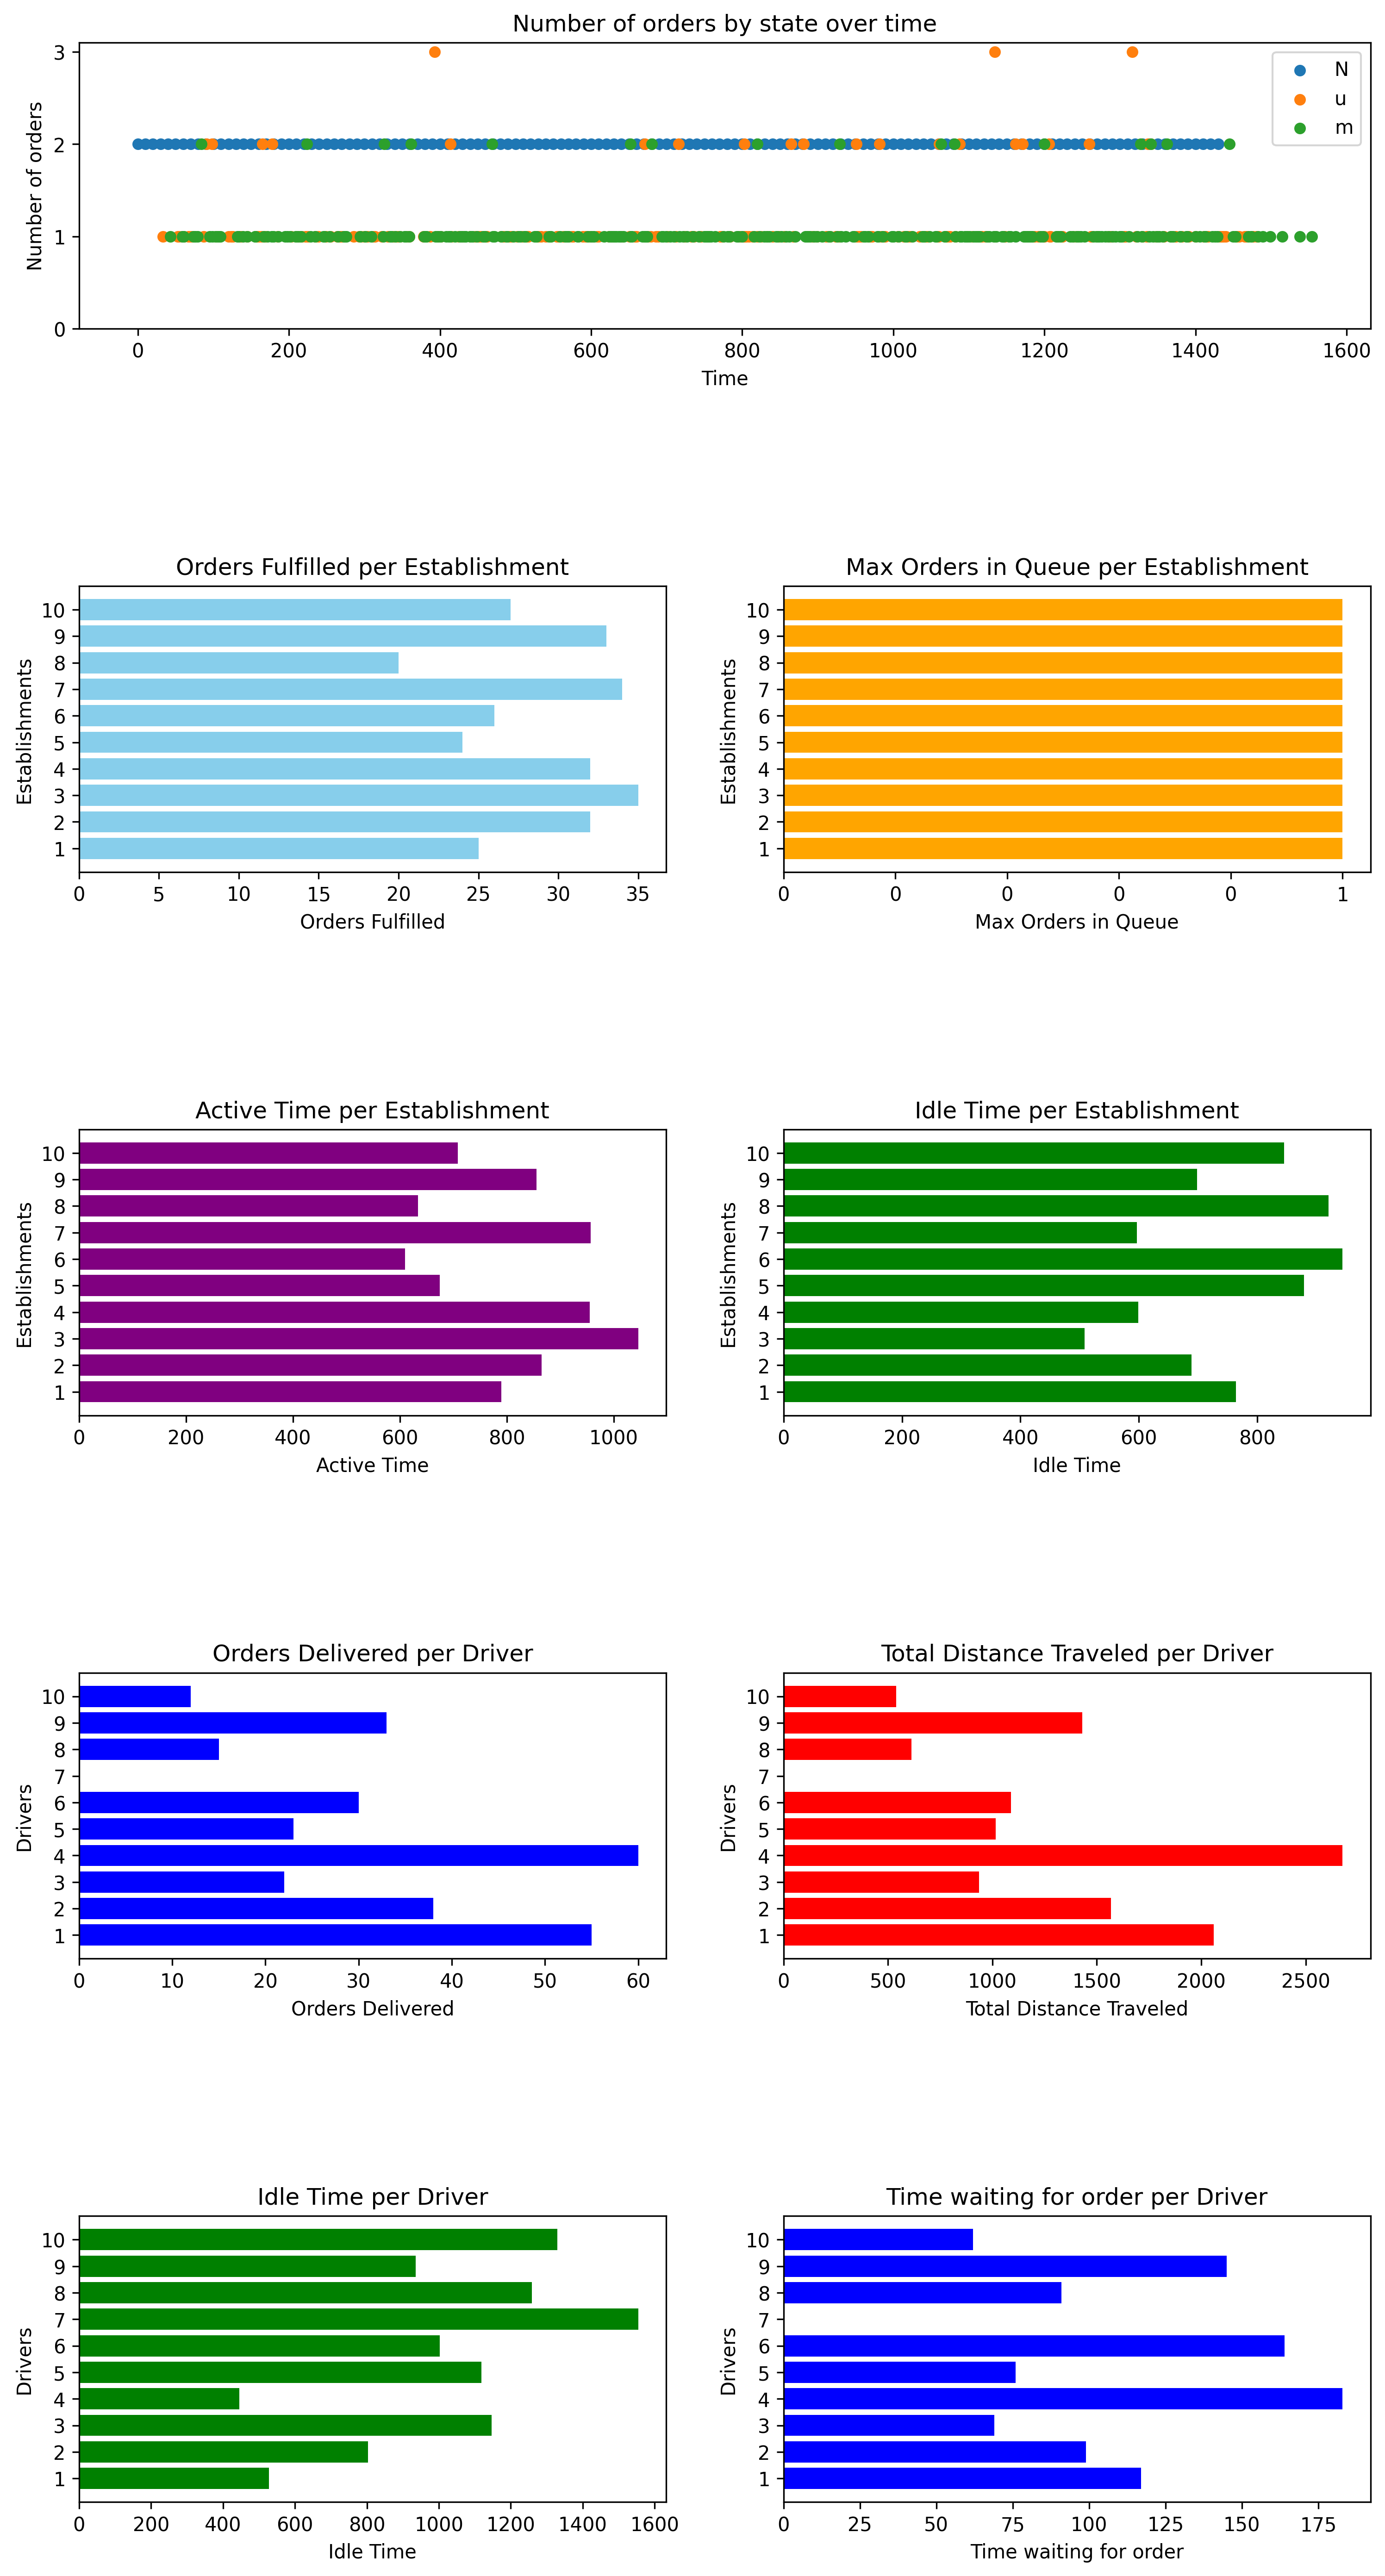 Number of orders by state over time
Number of orders
3
2
1
0
N
u
m
0 200 400 600 800 1000 1200 1400 1600
Time
Orders Fulfilled per Establishment
Establishments
10
9
8
7
6
5
4
3
2
1
0 5 10 15 20 25 30 35
Orders Fulfilled
Max Orders in Queue per Establishment
Establishments
10
9
8
7
6
5
4
3
2
1
0 0 0 0 0 1
Max Orders in Queue
Active Time per Establishment
Establishments
10
9
8
7
6
5
4
3
2
1
0 200 400 600 800 1000
Active Time
Idle Time per Establishment
Establishments
10
9
8
7
6
5
4
3
2
1
0 200 400 600 800
Idle Time
Orders Delivered per Driver
Drivers
10
9
8
7
6
5
4
3
2
1
0 10 20 30 40 50 60
Orders Delivered
Total Distance Traveled per Driver
Drivers
10
9
8
7
6
5
4
3
2
1
0 500 1000 1500 2000 2500
Total Distance Traveled
Idle Time per Driver
Drivers
10
9
8
7
6
5
4
3
2
1
0 200 400 600 800 1000 1200 1400 1600
Idle Time
Time waiting for order per Driver
Drivers
10
9
8
7
6
5
4
3
2
1
0 25 50 75 100 125 150 175
Time waiting for order